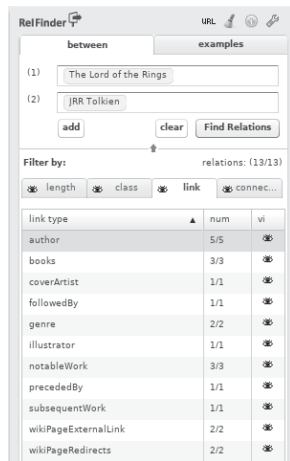 RelFinder URL
between examples
(1) The Lord of the Rings
(2) JRR Tolkien
add clear Find Relations
Filter by: relations: (13/13)
length class link connec...
link type num vi
author 5/5
books 3/3
coverArtist 1/1
followedBy 1/1
genre 2/2
illustrator 1/1
notableWork 3/3
precededBy 1/1
subsequentWork 1/1
wikiPageExternalLink 2/2
wikiPageRedirects 2/2